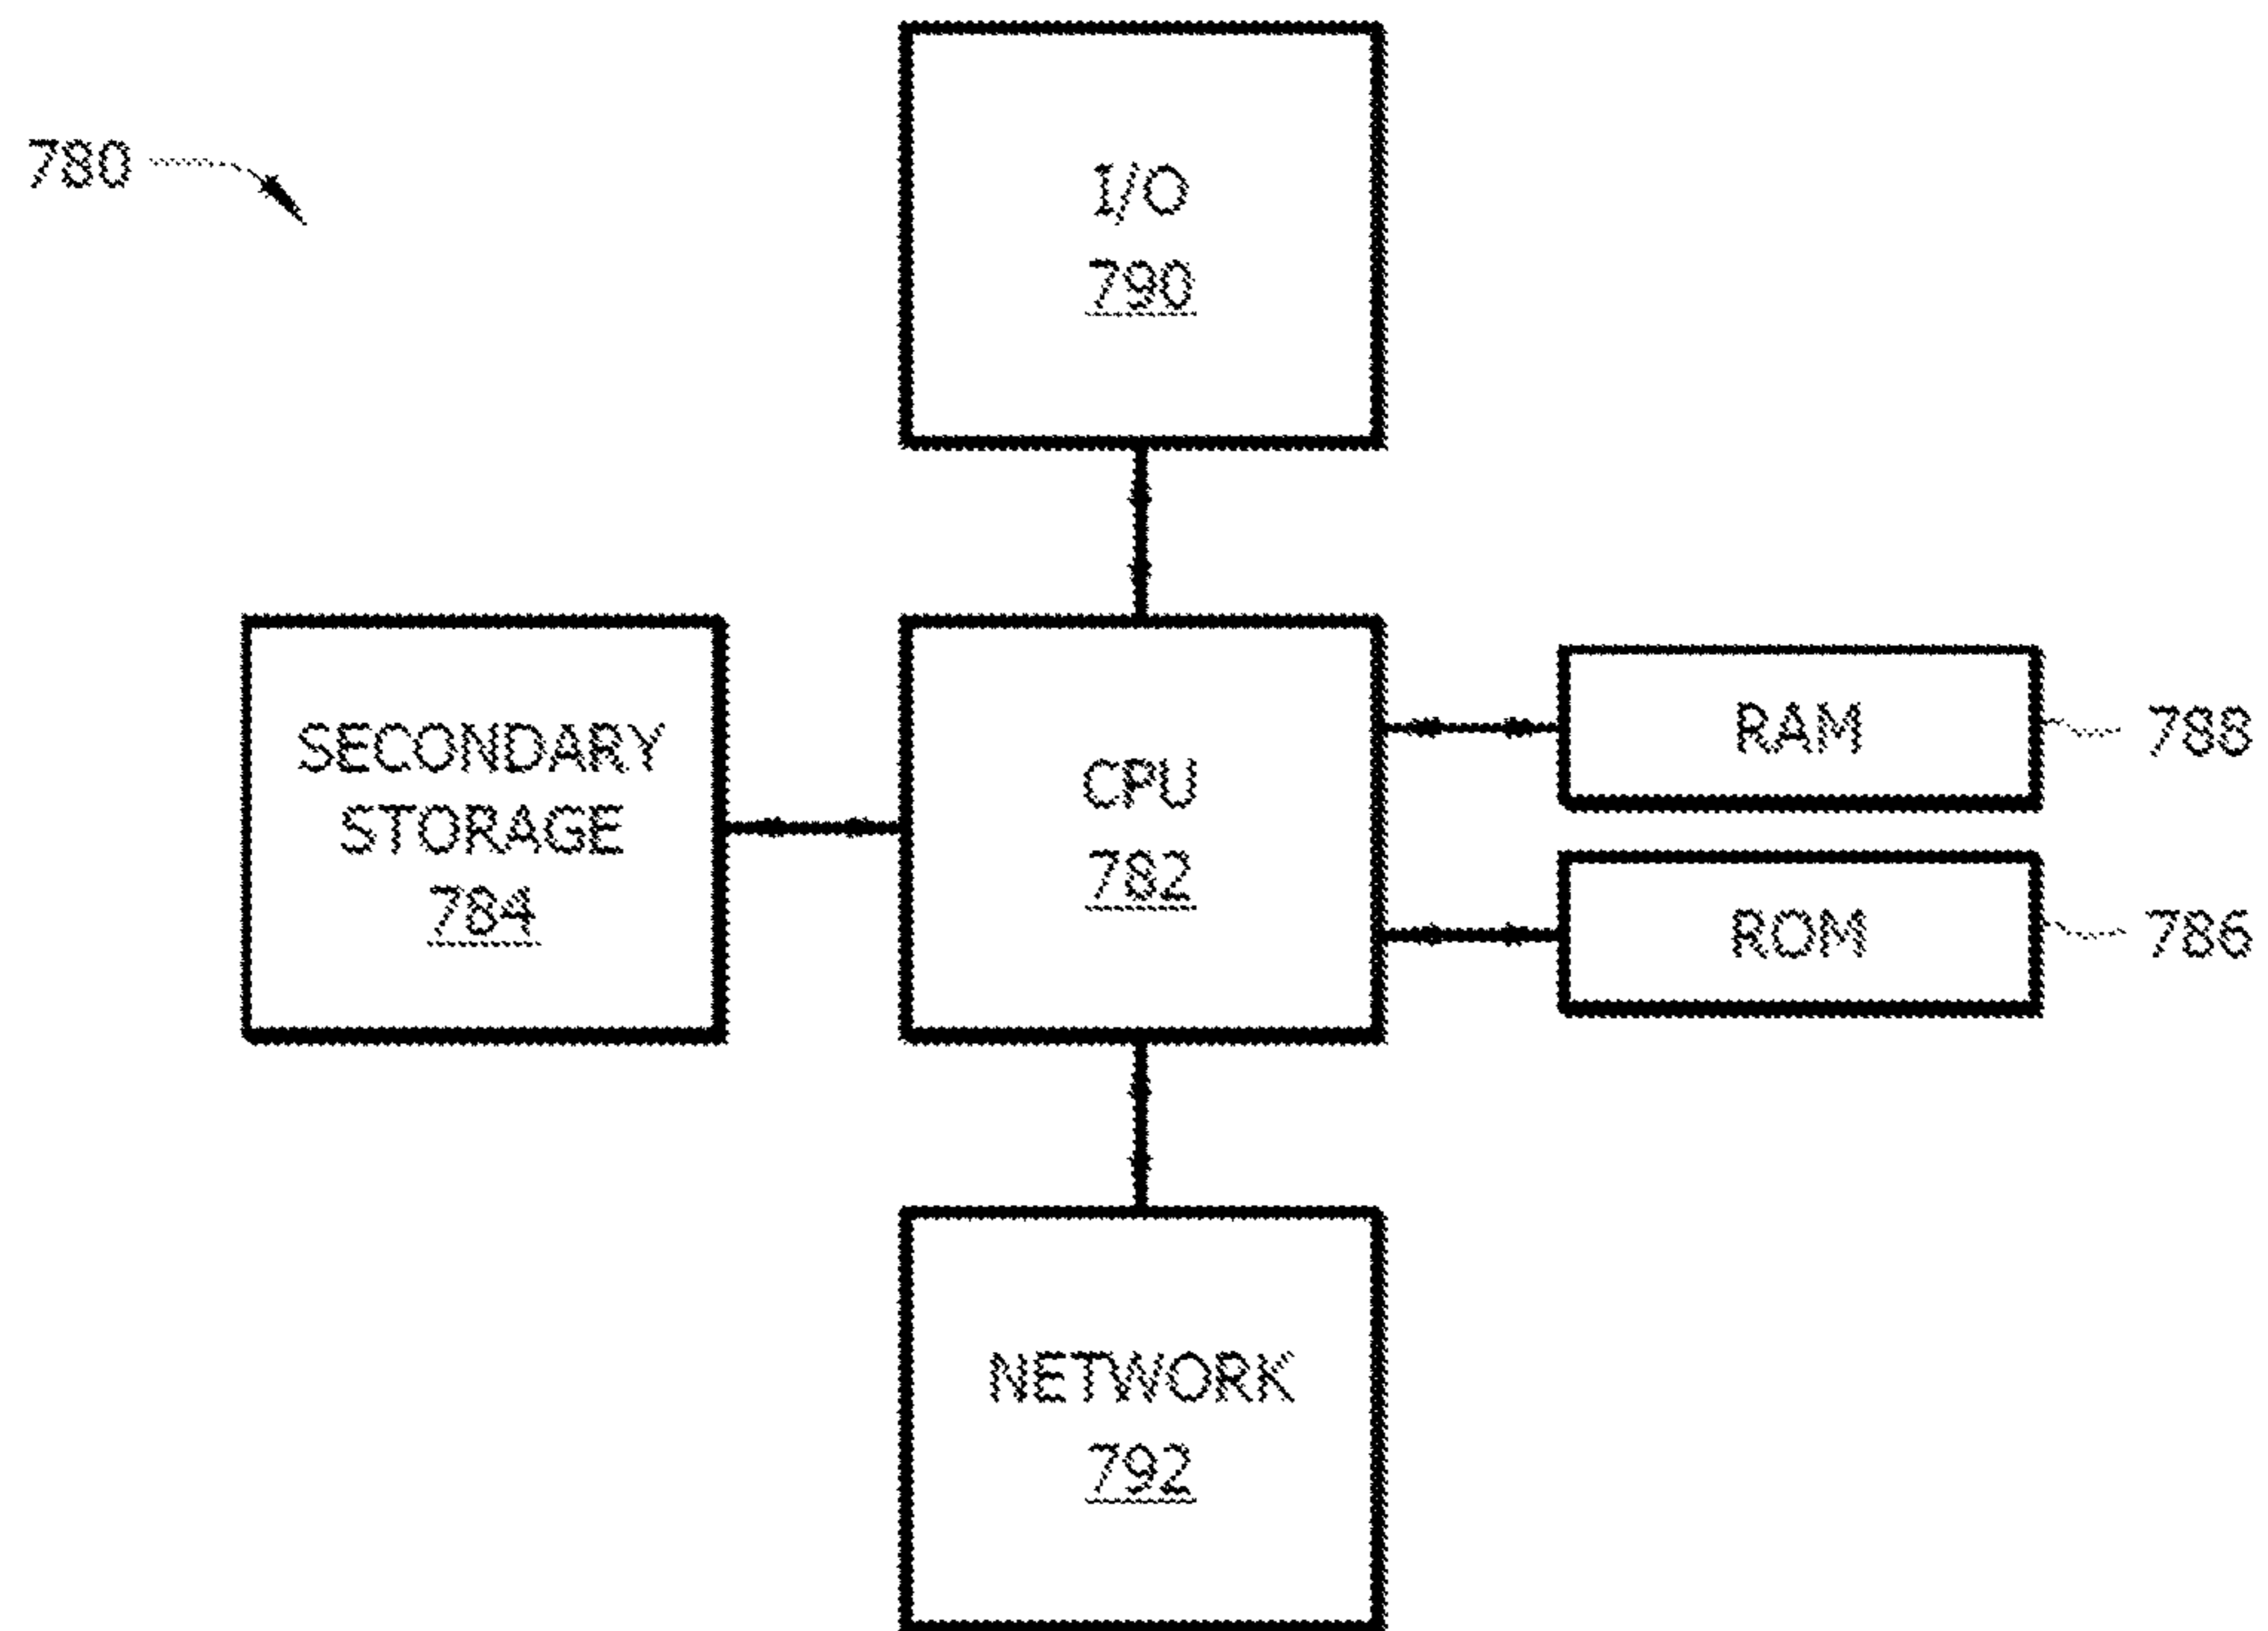 780
I/O
790
SECONDARY
STORAGE
784
CPU
782
RAM
788
ROM
786
NETWORK
792